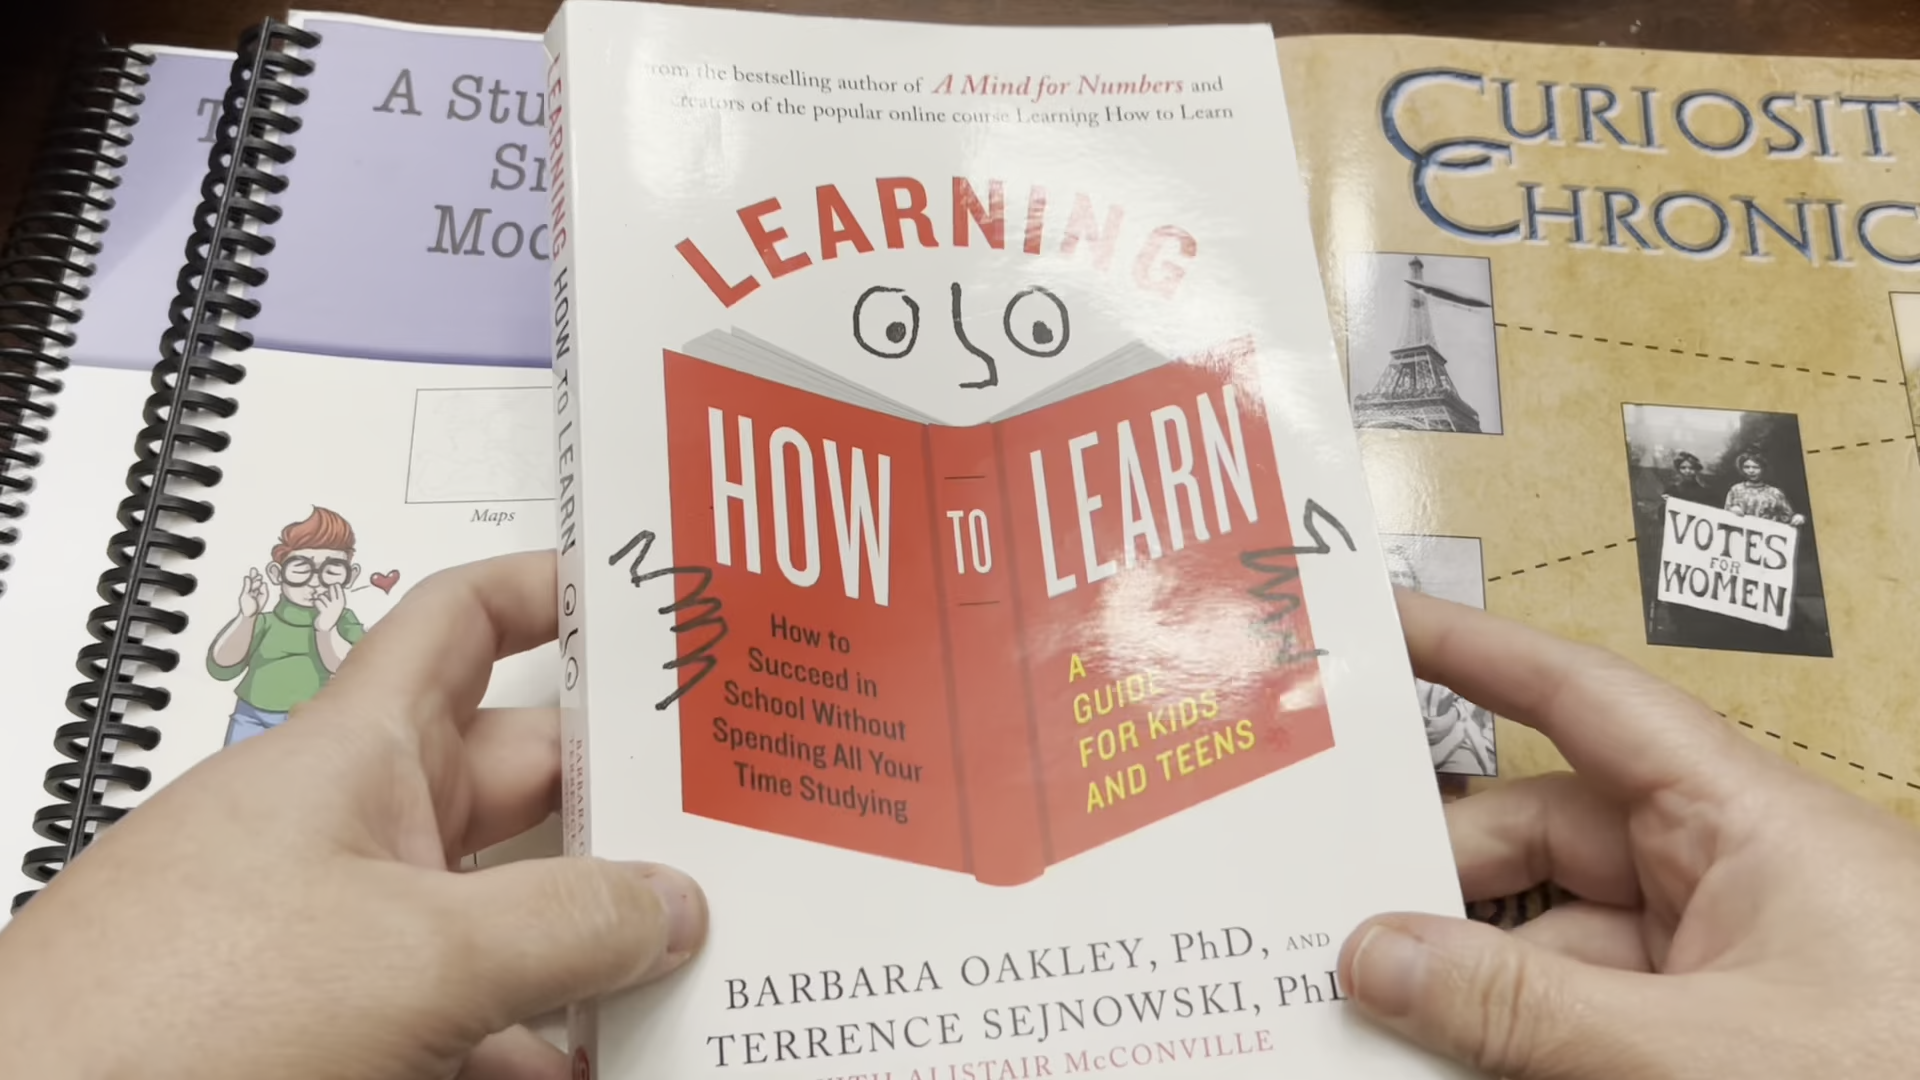 A Stu
Maps
From the bestselling author of A Mind for Numbers and
creators of the popular online course Learning How to Learn
LEARNING
HOW TO LEARN
How to
Succeed in
School Without
Spending All Your
Time Studying
A
GUIDE
FOR KIDS
AND TEENS
BARBARA OAKLEY, PhD, AND
TERRENCE SEJNOWSKI, PhD
WITH ALISTAIR McCONVILLE
LEARNING HOW TO LEARN
CURIOSITY
CHRONIC
VOTES
FOR
WOMEN